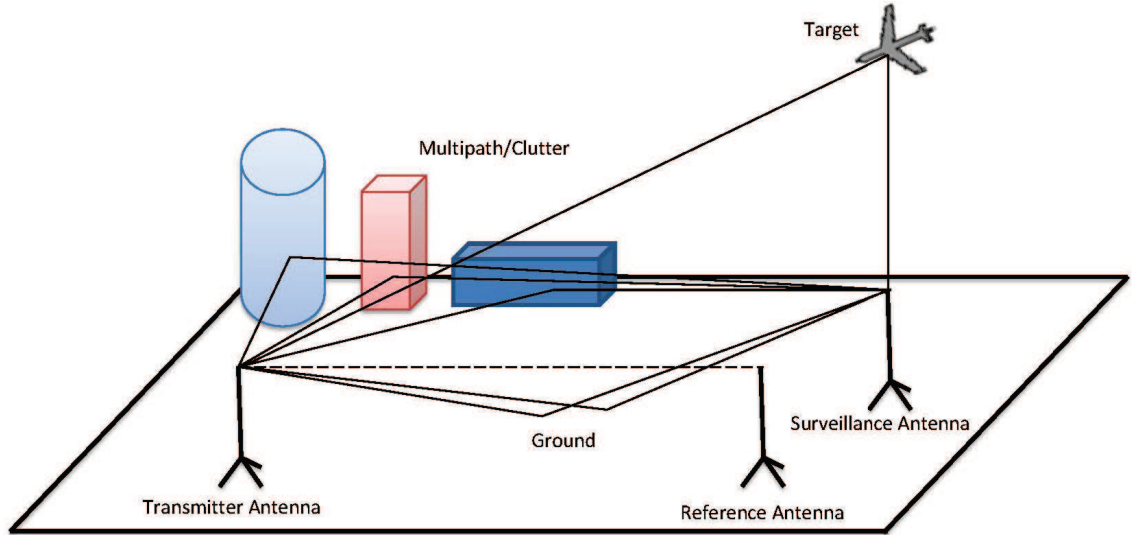 Target
Multipath/Clutter
Ground
Surveillance Antenna
Transmitter Antenna
Reference Antenna